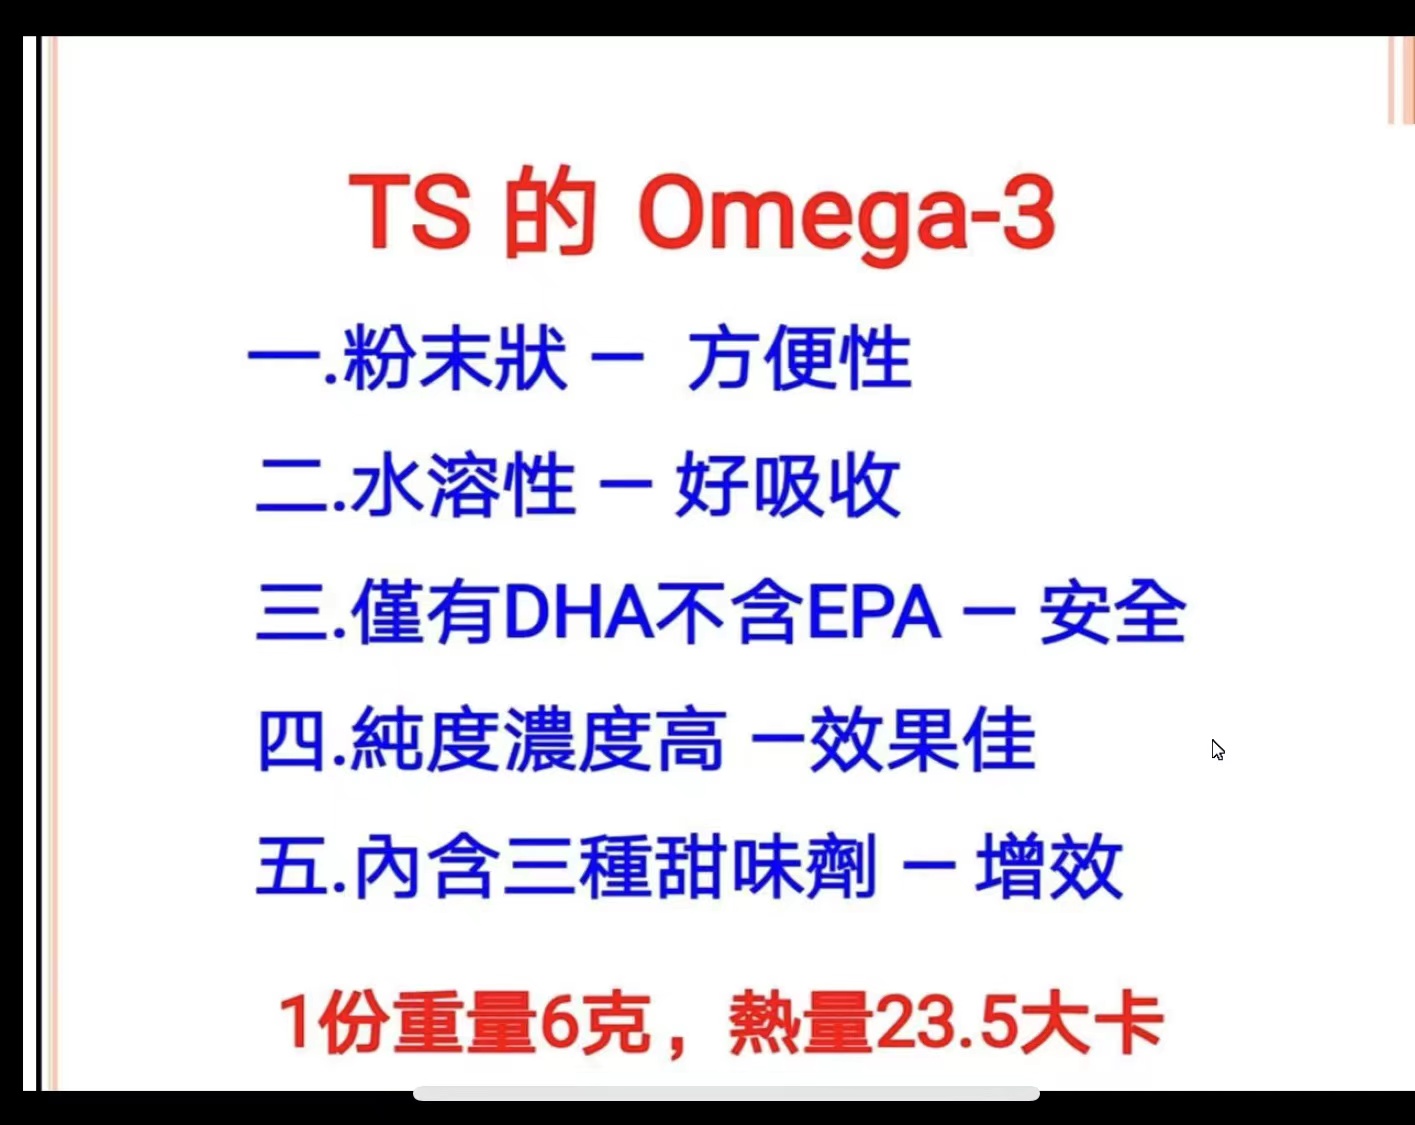 TS 的 Omega-3
一.粉末狀 – 方便性
二.水溶性 – 好吸收
三.僅有DHA不含EPA – 安全
四.純度濃度高 –效果佳
五.內含三種甜味劑 – 增效
1份重量6克，熱量23.5大卡